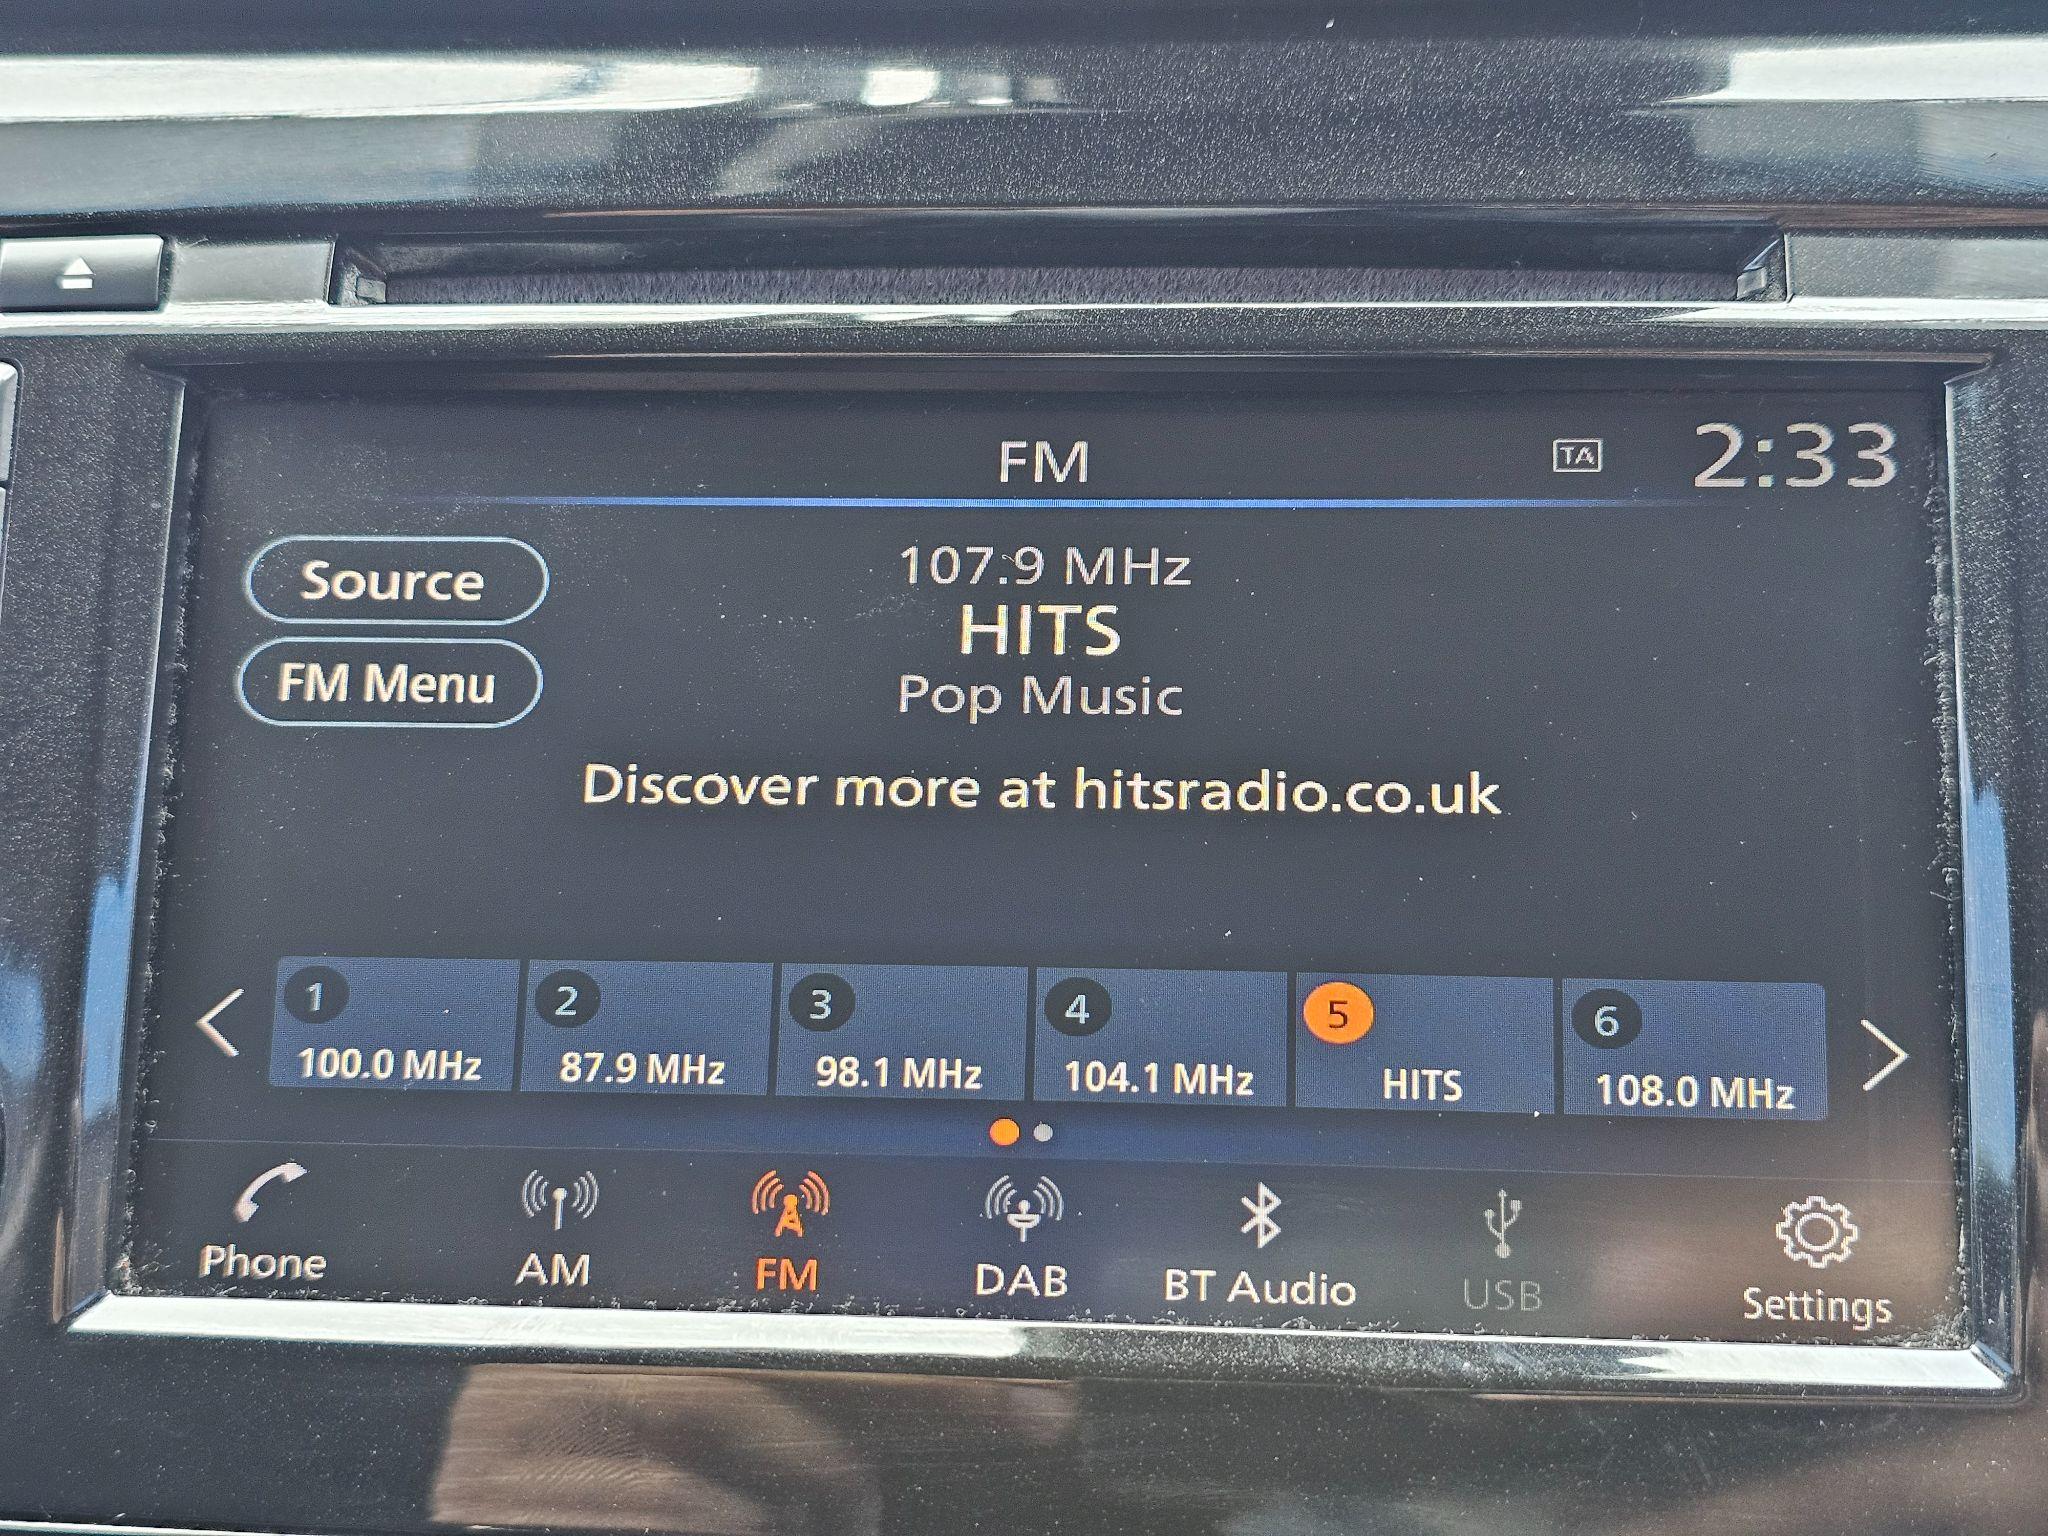 FM
TA
2:33
Source
107.9 MHz
HITS
FM Menu
Pop Music
Discover more at hitsradio.co.uk
1 2 3 4 5 6
100.0 MHz 87.9 MHz 98.1 MHz 104.1 MHz HITS 108.0 MHz
Phone AM FM DAB BT Audio USB Settings